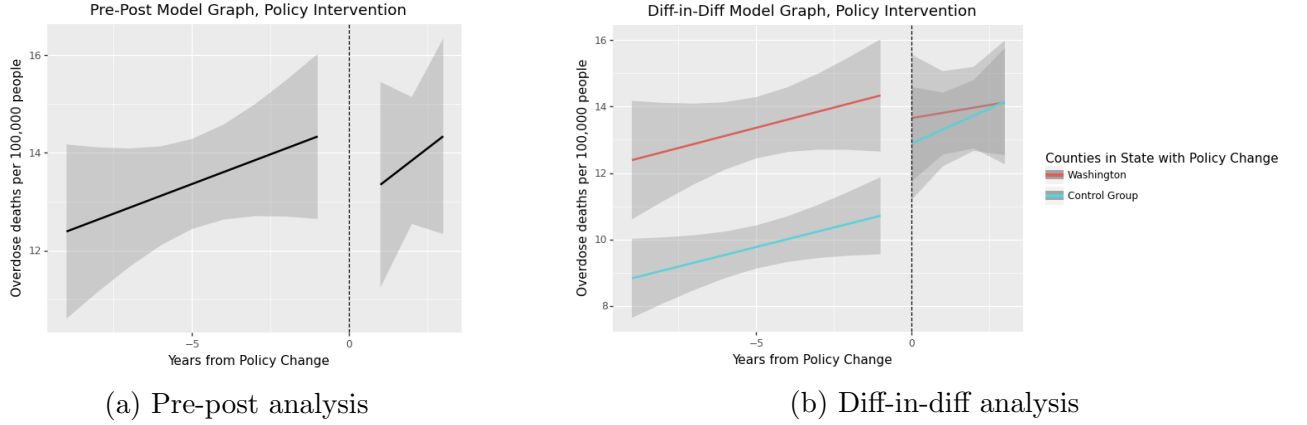 Pre-Post Model Graph, Policy Intervention
Overdose deaths per 100,000 people
16
14
12
−5
0
Years from Policy Change
(a) Pre-post analysis
Diff-in-Diff Model Graph, Policy Intervention
Overdose deaths per 100,000 people
16
14
12
10
8
−5
0
Years from Policy Change
Counties in State with Policy Change
Washington
Control Group
(b) Diff-in-diff analysis